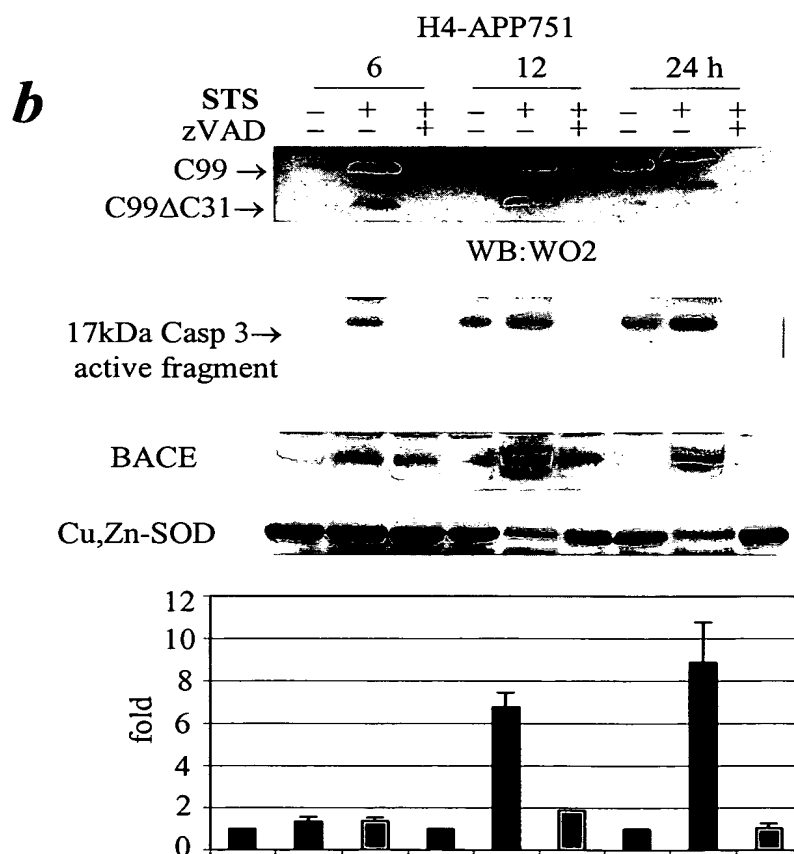 H4-APP751
b
6 12 24 h
STS – + + – + + – + +
zVAD – – + – – + – – +
C99 →
C99ΔC31→
WB:WO2
17kDa Casp 3→
active fragment
BACE
Cu,Zn-SOD
12
10
8
6
4
2
0
fold